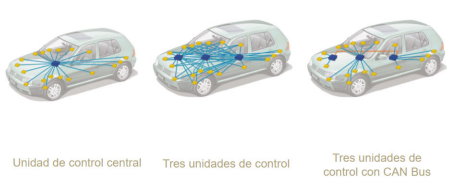 Unidad de control central
Tres unidades de control
Tres unidades de
control con CAN Bus